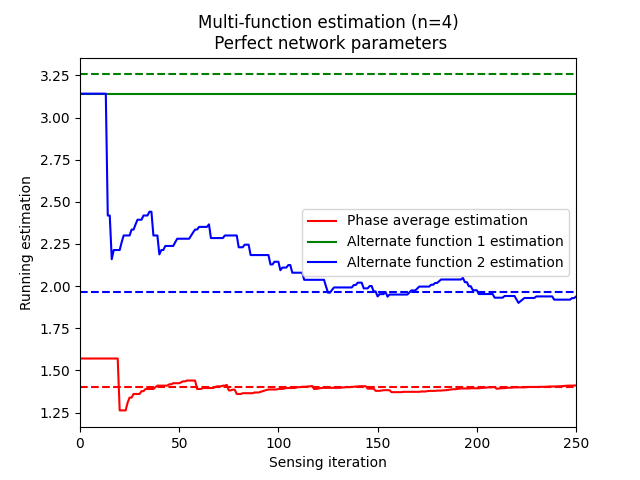 Multi-function estimation (n=4)
Perfect network parameters
3.25
3.00
2.75
2.50
2.25
2.00
1.75
1.50
1.25
Running estimation
Phase average estimation
Alternate function 1 estimation
Alternate function 2 estimation
0 50 100 150 200 250
Sensing iteration